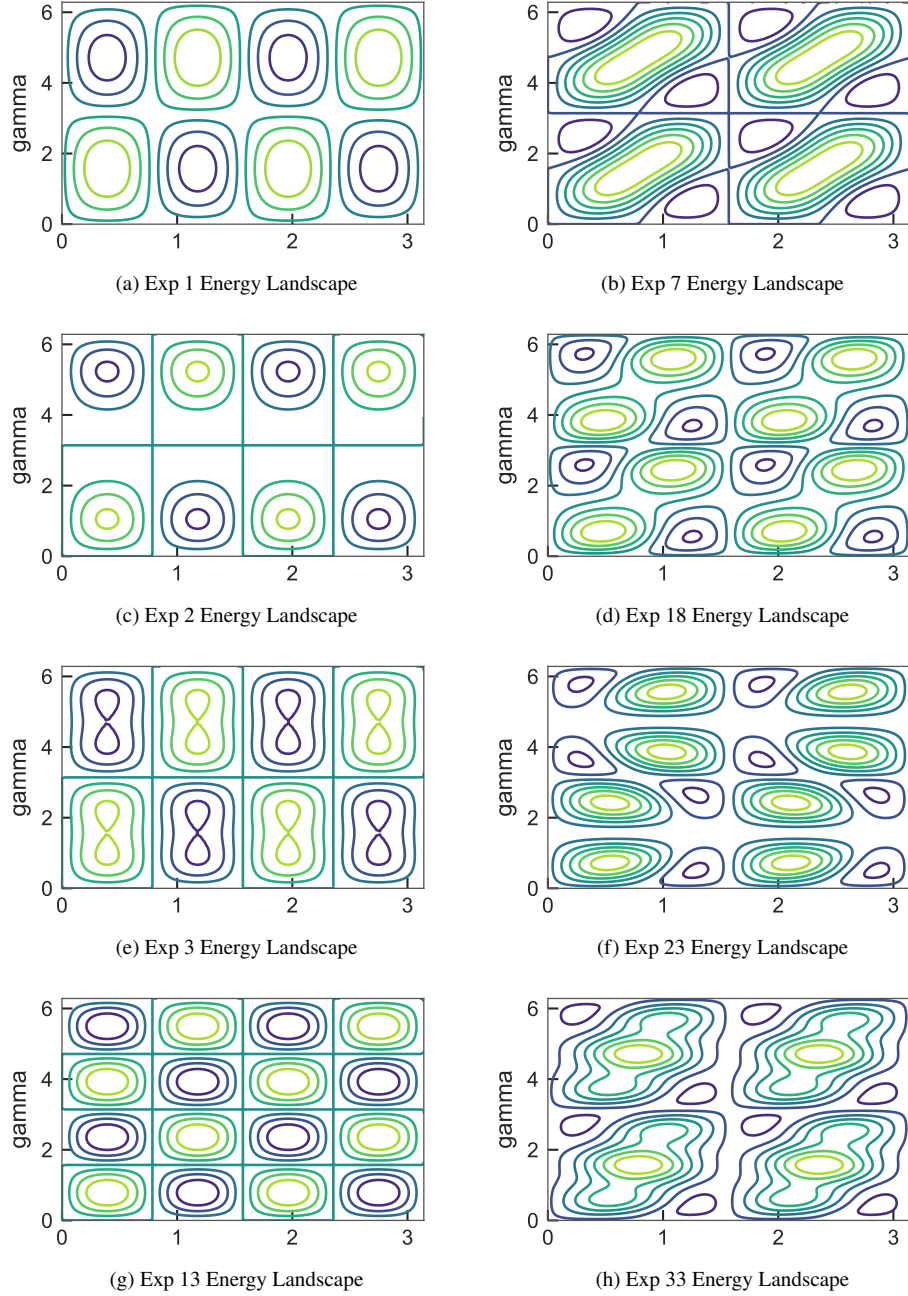 6
4
2
0
gamma
0 1 2 3
(a) Exp 1 Energy Landscape
6
4
2
0
gamma
0 1 2 3
(b) Exp 7 Energy Landscape
6
4
2
0
gamma
0 1 2 3
(c) Exp 2 Energy Landscape
6
4
2
0
gamma
0 1 2 3
(d) Exp 18 Energy Landscape
6
4
2
0
gamma
0 1 2 3
(e) Exp 3 Energy Landscape
6
4
2
0
gamma
0 1 2 3
(f) Exp 23 Energy Landscape
6
4
2
0
gamma
0 1 2 3
(g) Exp 13 Energy Landscape
6
4
2
0
gamma
0 1 2 3
(h) Exp 33 Energy Landscape